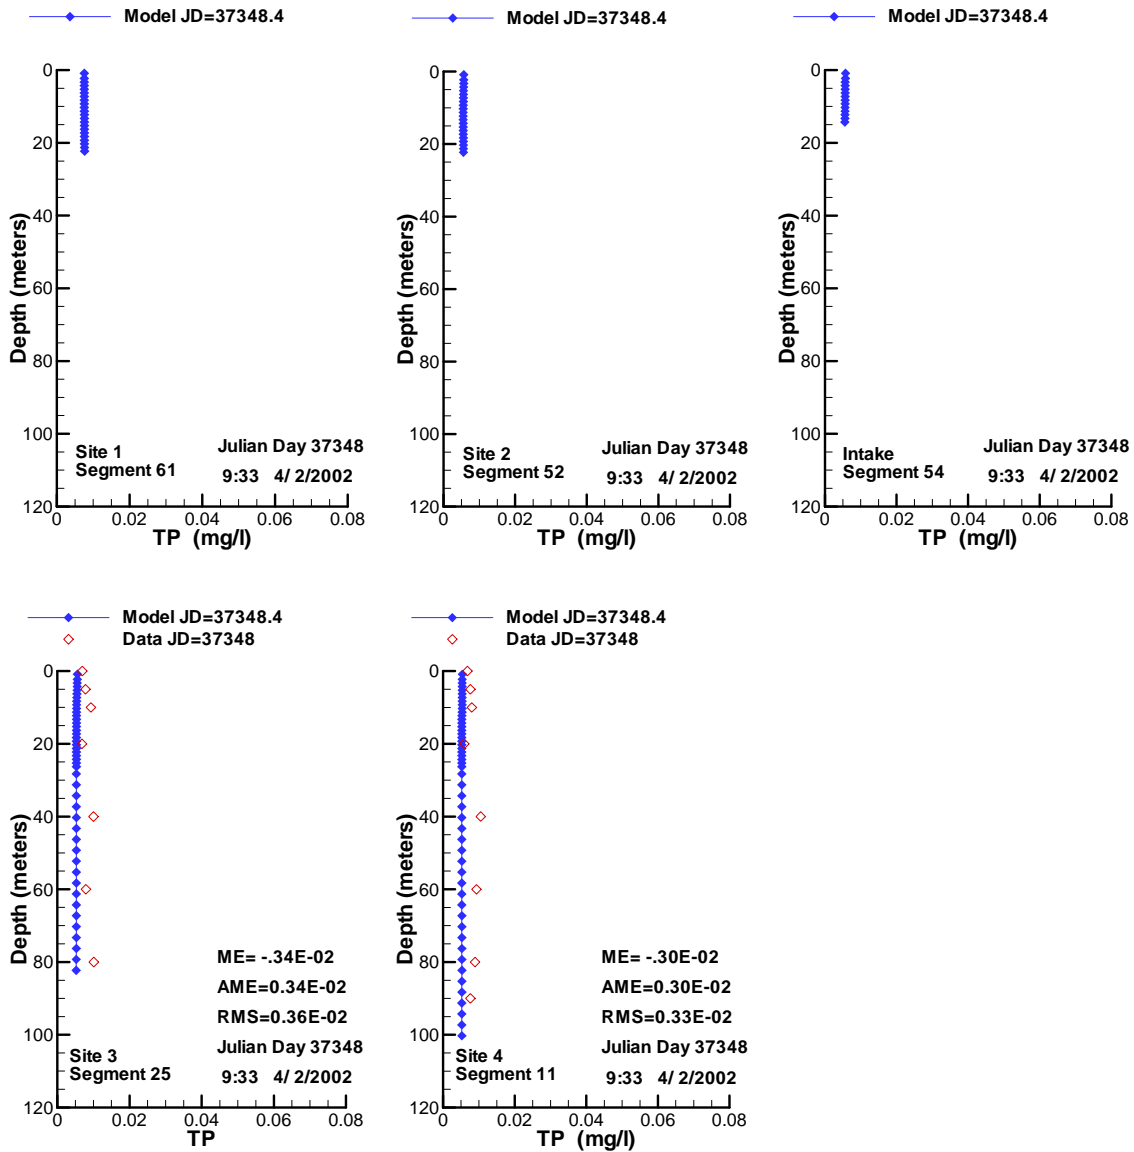 Model JD=37348.4
0
20
40
60
80
100
120
Depth (meters)
Site 1
Segment 61
Julian Day 37348
9:33 4/ 2/2002
0 0.02 0.04 0.06 0.08
TP (mg/l)
Model JD=37348.4
0
20
40
60
80
100
120
Depth (meters)
Site 2
Segment 52
Julian Day 37348
9:33 4/ 2/2002
0 0.02 0.04 0.06 0.08
TP (mg/l)
Model JD=37348.4
0
20
40
60
80
100
120
Depth (meters)
Intake
Segment 54
Julian Day 37348
9:33 4/ 2/2002
0 0.02 0.04 0.06 0.08
TP (mg/l)
Model JD=37348.4
Data JD=37348
0
20
40
60
80
100
120
Depth (meters)
ME= -.34E-02
AME=0.34E-02
RMS=0.36E-02
Site 3
Segment 25
Julian Day 37348
9:33 4/ 2/2002
0 0.02 0.04 0.06 0.08
TP
Model JD=37348.4
Data JD=37348
0
20
40
60
80
100
120
Depth (meters)
ME= -.30E-02
AME=0.30E-02
RMS=0.33E-02
Site 4
Segment 11
Julian Day 37348
9:33 4/ 2/2002
0 0.02 0.04 0.06 0.08
TP (mg/l)